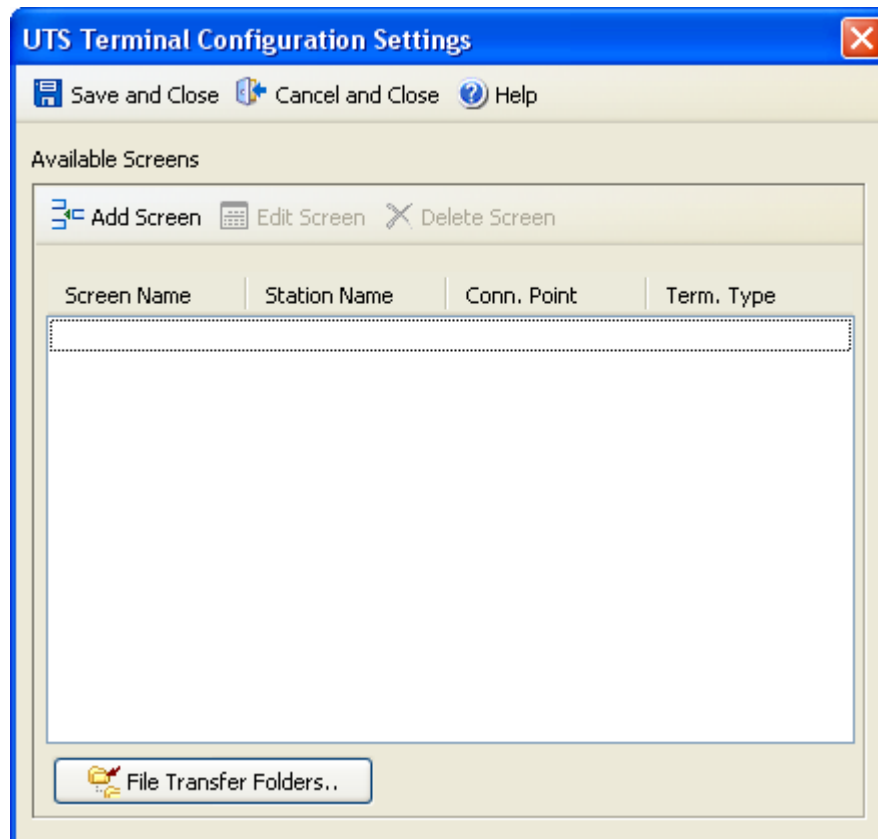 UTS Terminal Configuration Settings
Save and Close Cancel and Close Help
Available Screens
Add Screen Edit Screen Delete Screen
Screen Name Station Name Conn. Point Term. Type
File Transfer Folders..